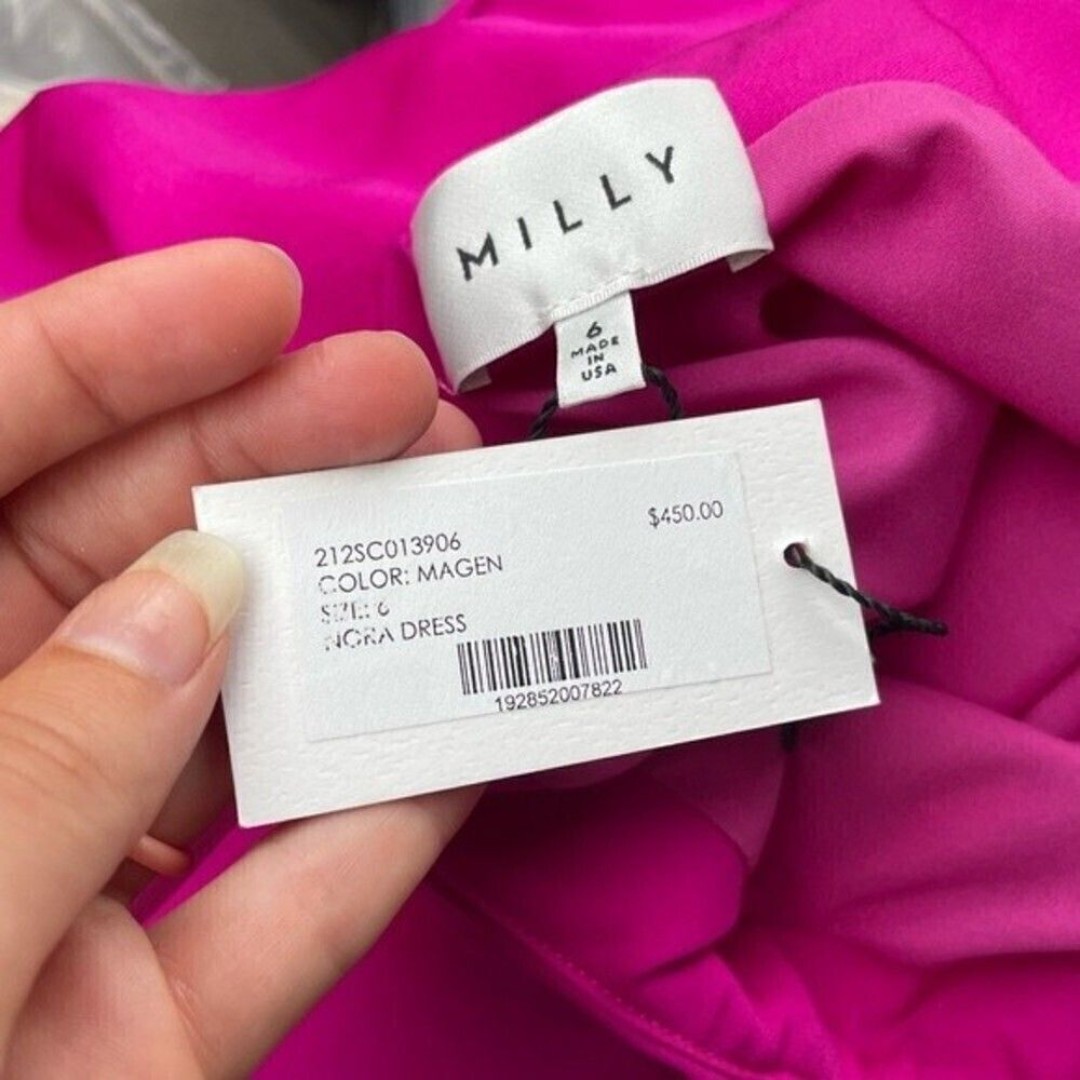 MILLY
6
MADE
IN
USA
$450.00
212SC013906
COLOR: MAGEN
SIZE: 6
NORA DRESS
192852007822